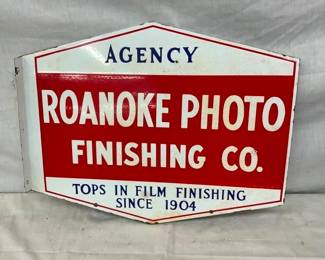 AGENCY
ROANOKE PHOTO
FINISHING CO.
TOPS IN FILM FINISHING
SINCE 1904